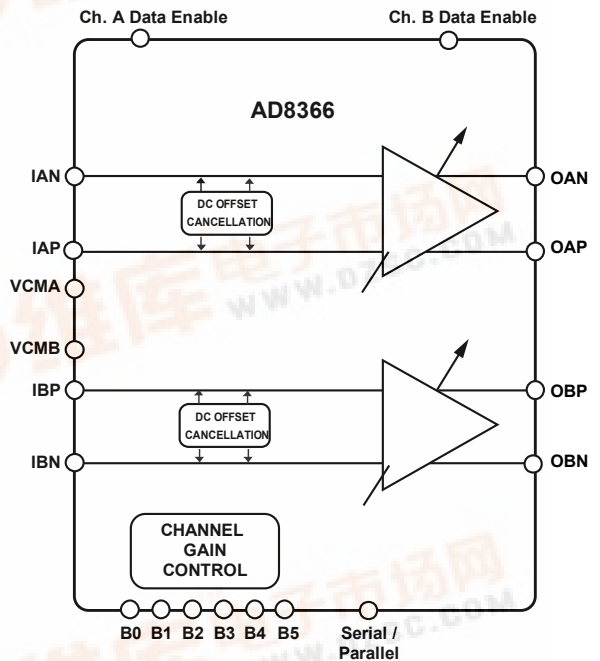 Ch. A Data Enable
Ch. B Data Enable
AD8366
IAN
OAN
DC OFFSET
CANCELLATION
IAP
OAP
VCMA
VCMB
IBP
OBP
DC OFFSET
CANCELLATION
IBN
OBN
CHANNEL
GAIN
CONTROL
B0 B1 B2 B3 B4 B5
Serial /
Parallel